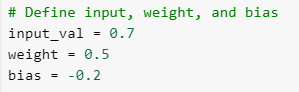 # Define input, weight, and bias
input_val = 0.7
weight = 0.5
bias = -0.2